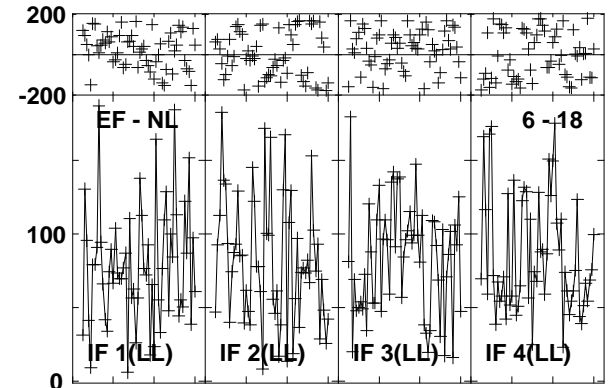 200
-200
EF - NL
6 - 18
100
IF 1(LL)
IF 2(LL)
IF 3(LL)
IF 4(LL)
0